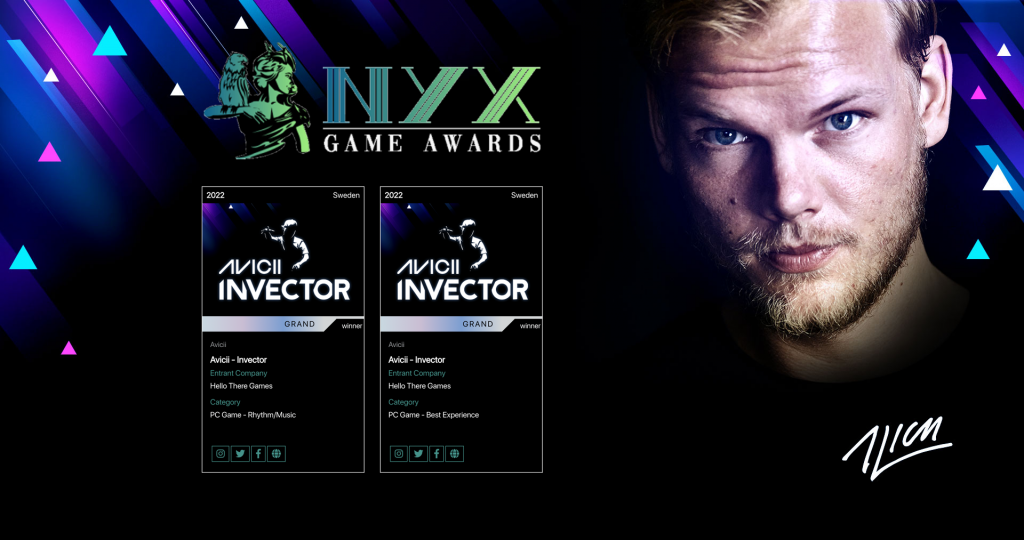 NYX
GAME AWARDS
2022 Sweden
AVICII
INVECTOR
GRAND
winner
Avicii
Avicii - Invector
Entrant Company
Hello There Games
Category
PC Game - Rhythm/Music
2022 Sweden
AVICII
INVECTOR
GRAND
winner
Avicii
Avicii - Invector
Entrant Company
Hello There Games
Category
PC Game - Best Experience
AVICII